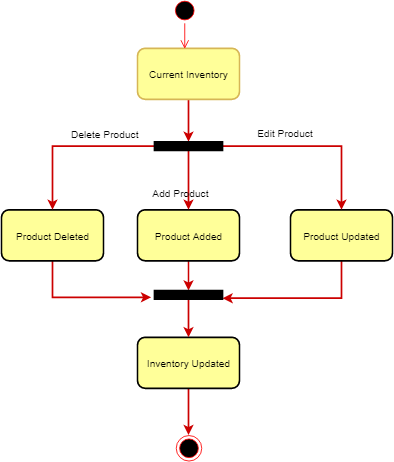 Current Inventory
Delete Product
Edit Product
Add Product
Product Deleted
Product Added
Product Updated
Inventory Updated